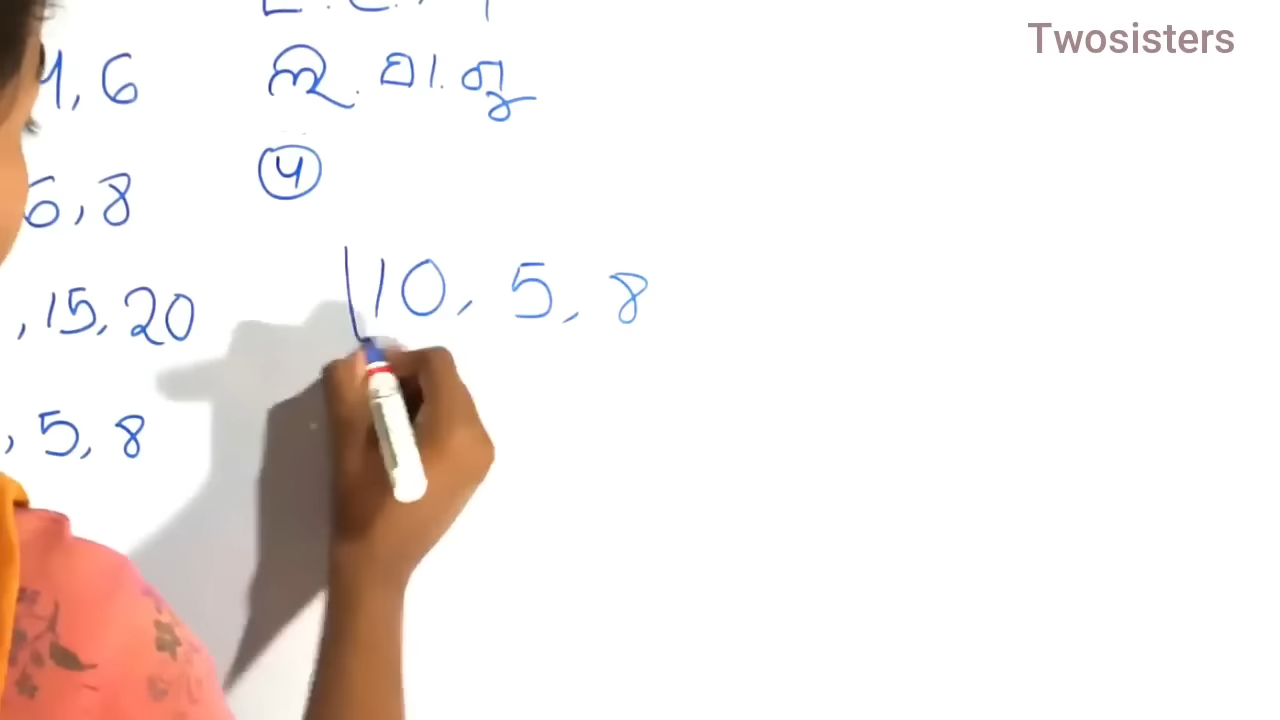 Twosisters
4, 6
ଲ. ସା. ଗୁ
6, 8
④
, 15, 20
10, 5, 8
, 5, 8